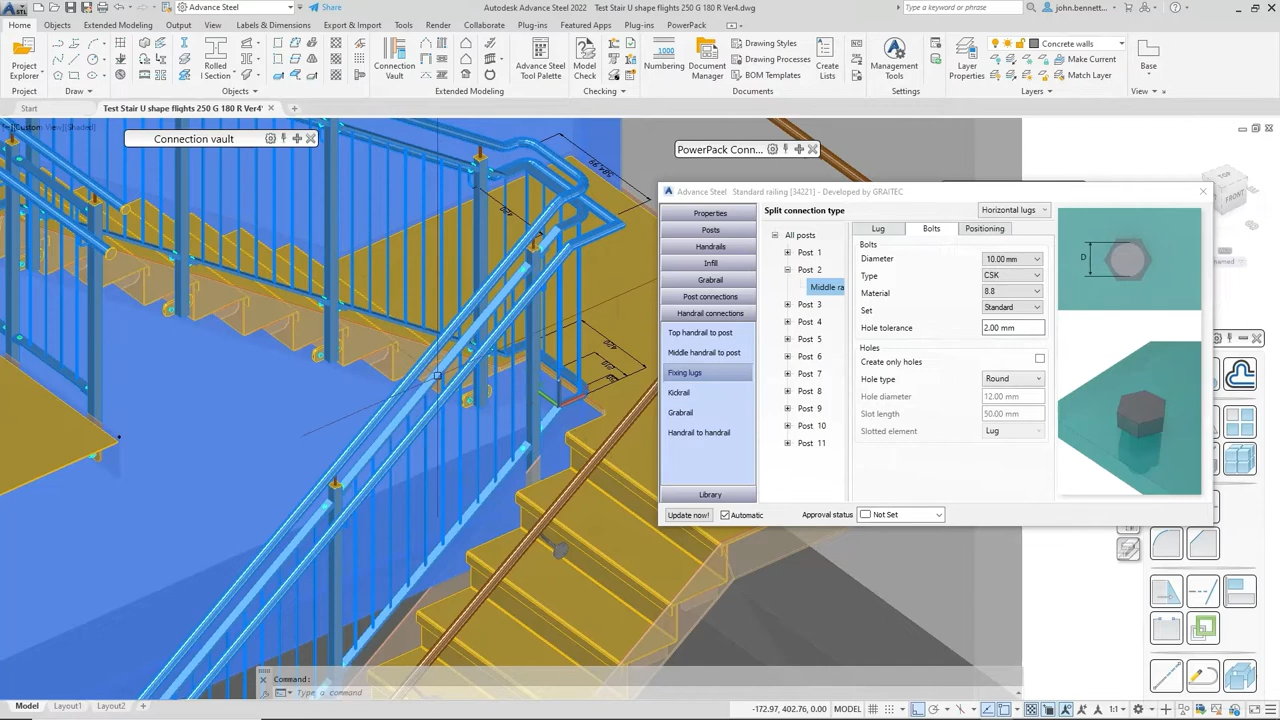 Advance Steel
Share
Autodesk Advance Steel 2022
Test Stair U shape flights 250 G 180 R Ver4.dwg
Type a keyword or phrase
john.bennett...
Home
Objects
Extended Modeling
Output
Labels & Dimensions
Export & Import
Tools
Render
Collaborate
Plug-ins
Featured Apps
Plug-ins
PowerPack
Project
Explorer
Rolled
I Section
Connection
Vault
Advance Steel
Tool Palette
Model
Check
1000
Numbering
Document
Manager
Drawing Styles
Drawing Processes
BOM Templates
Create
Lists
Management
Tools
Layer
Properties
Concrete walls
Make Current
Match Layer
Base
Project
Draw
Objects
Extended Modeling
Checking
Documents
Settings
Layers
View
Start
Test Stair U shape flights 250 G 180 R Ver4*
Connection vault
PowerPack Conn...
TOP
FRONT
Advance Steel Standard railing [34221] - Developed by GRAITEC
Properties
Posts
Handrails
Infill
Grabrail
Post connections
Handrail connections
Top handrail to post
Middle handrail to post
Fixing lugs
Kickrail
Grabrail
Handrail to handrail
Library
Split connection type
Horizontal lugs
All posts
Post 1
Post 2
Middle ra
Post 3
Post 4
Post 5
Post 6
Post 7
Post 8
Post 9
Post 10
Post 11
Lug
Bolts
Positioning
Bolts
Diameter
10.00 mm
Type
CSK
Material
8.8
Set
Standard
Hole tolerance
2.00 mm
Holes
Create only holes
Hole type
Round
Hole diameter
12.00 mm
Slot length
50.00 mm
Slotted element
Lug
D
Update now!
Automatic
Approval status
Not Set
Command:
Type a command
Model
Layout1
Layout2
-172.97, 402.76, 0.00
MODEL
1:1